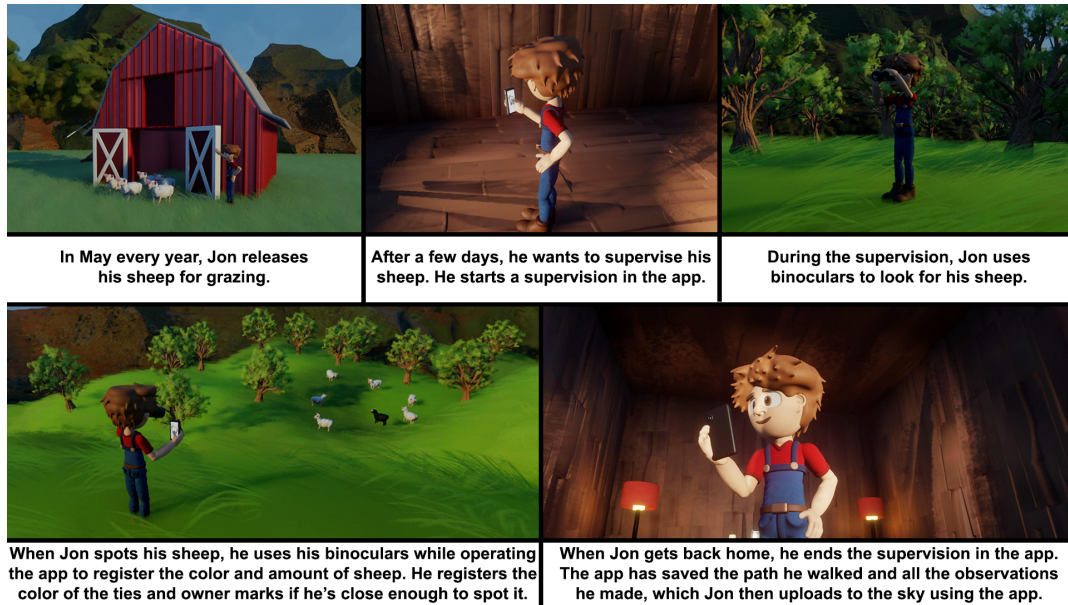 In May every year, Jon releases
his sheep for grazing.
After a few days, he wants to supervise his
sheep. He starts a supervision in the app.
During the supervision, Jon uses
binoculars to look for his sheep.
When Jon spots his sheep, he uses his binoculars while operating
the app to register the color and amount of sheep. He registers the
color of the ties and owner marks if he's close enough to spot it.
When Jon gets back home, he ends the supervision in the app.
The app has saved the path he walked and all the observations
he made, which Jon then uploads to the sky using the app.